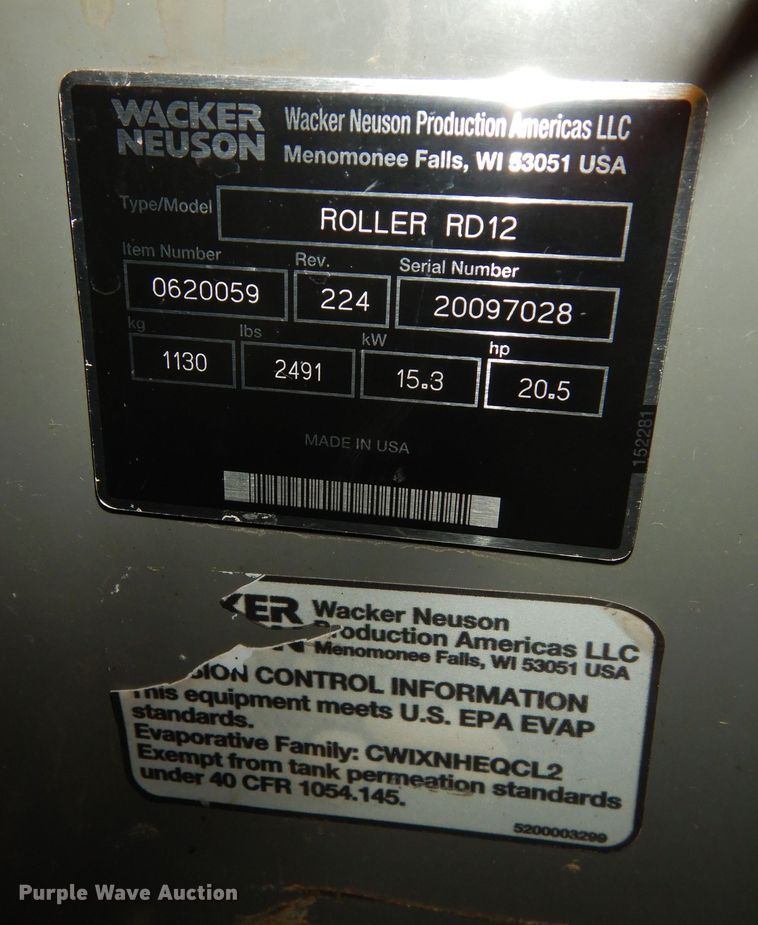 WACKER
NEUSON
Wacker Neuson Production Americas LLC
Menomonee Falls, WI 53051 USA
Type/Model
ROLLER RD12
Item Number Rev. Serial Number
0620059 224 20097028
kg lbs kW hp
1130 2491 15.3 20.5
MADE IN USA
152281
KER Wacker Neuson
Production Americas LLC
Menomonee Falls, WI 53051 USA
SION CONTROL INFORMATION
This equipment meets U.S. EPA EVAP
standards.
Evaporative Family: CWIXNHEQCL2
Exempt from tank permeation standards
under 40 CFR 1054.145.
5200003299
Purple Wave Auction